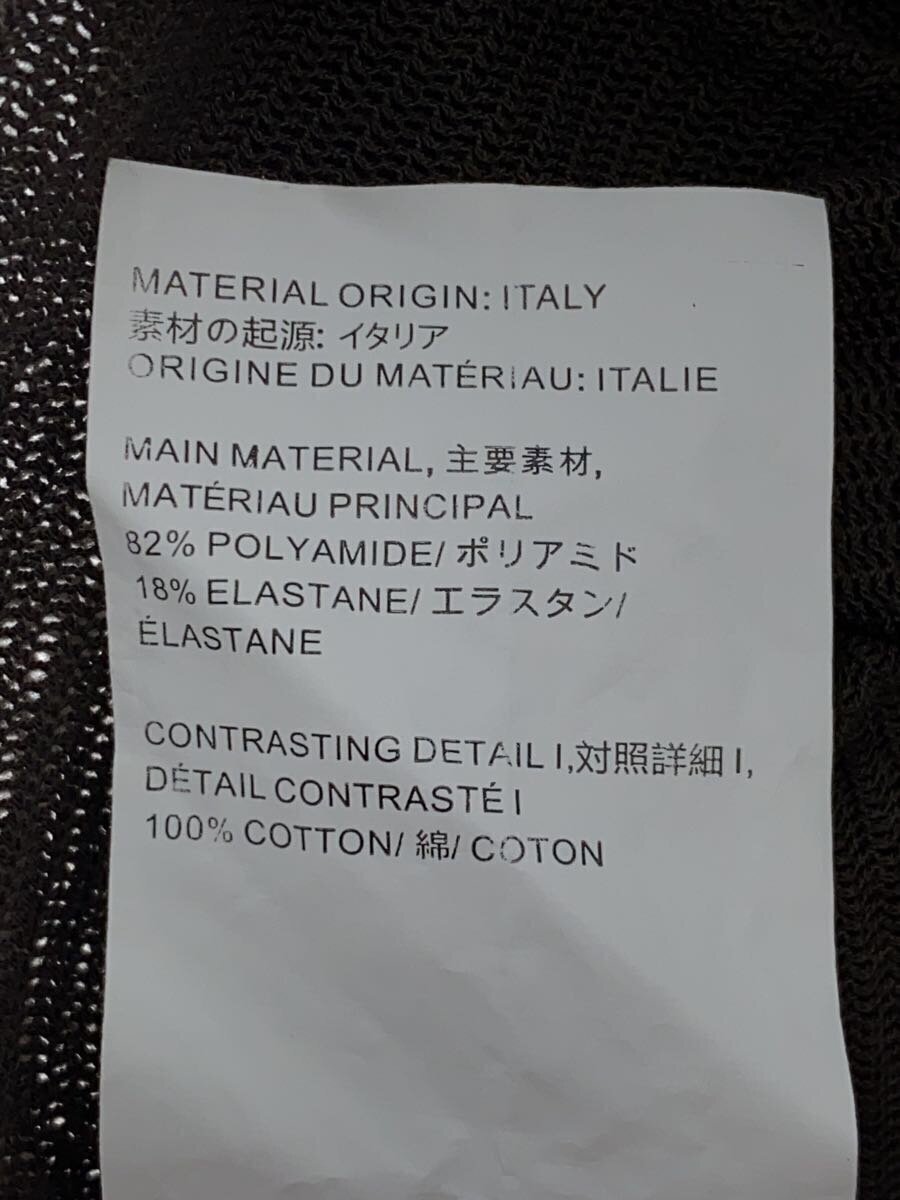 MATERIAL ORIGIN: ITALY
素材の起源: イタリア
ORIGINE DU MATÉRIAU: ITALIE
MAIN MATERIAL, 主要素材,
MATÉRIAU PRINCIPAL
82% POLYAMIDE/ ポリアミド
18% ELASTANE/ エラスタン/
ÉLASTANE
CONTRASTING DETAIL I,対照詳細 I,
DÉTAIL CONTRASTÉ I
100% COTTON/ 綿/ COTON